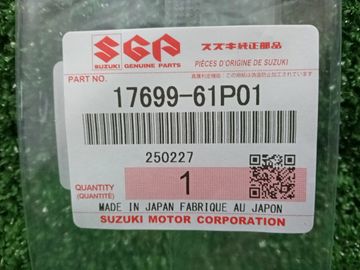 SGP
スズキ純正部品
SUZUKI GENUINE PARTS
PIÈCES D'ORIGINE DE SUZUKI
PART NO.
17699-61P01
250227
QUANTITY
(QUANTITÉ)
1
MADE IN JAPAN FABRIQUE AU JAPON
SUZUKI MOTOR CORPORATION